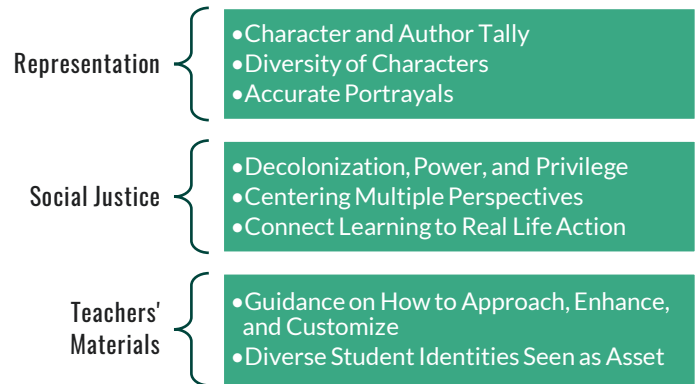 Representation
•Character and Author Tally
•Diversity of Characters
•Accurate Portrayals
Social Justice
•Decolonization, Power, and Privilege
•Centering Multiple Perspectives
•Connect Learning to Real Life Action
Teachers'
Materials
•Guidance on How to Approach, Enhance,
and Customize
•Diverse Student Identities Seen as Asset